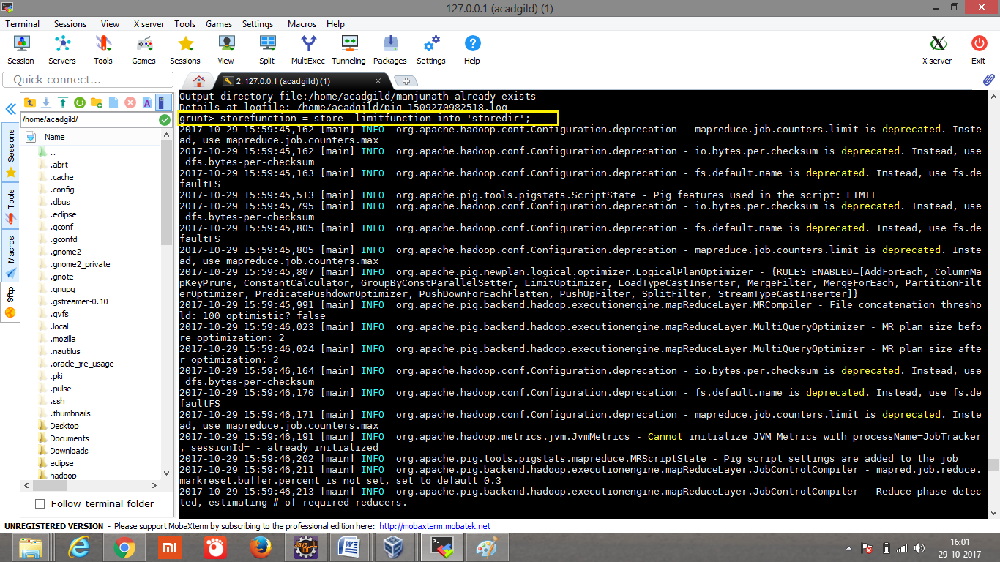 127.0.0.1 (acadgild) (1)
Terminal Sessions View X server Tools Games Settings Macros Help
Session Servers Tools Games Sessions View Split MultiExec Tunneling Packages Settings Help X server Exit
Quick connect...
2. 127.0.0.1 (acadgild) (1)
/home/acadgild/
Name
..
.abrt
.cache
.config
.dbus
.eclipse
.gconf
.gconfd
.gnome2
.gnome2_private
.gnote
.gnupg
.gstreamer-0.10
.gvfs
.local
.mozilla
.nautilus
.oracle_jre_usage
.pki
.pulse
.ssh
.thumbnails
Desktop
Documents
Downloads
eclipse
hadoop
Follow terminal folder
Sessions
Tools
Macros
Sftp
Output directory file:/home/acadgild/manjunath already exists
Details at logfile: /home/acadgild/pig_1509270982518.log
grunt> storefunction = store  limitfunction into 'storedir';
2017-10-29 15:59:45,162 [main] INFO  org.apache.hadoop.conf.Configuration.deprecation - mapreduce.job.counters.limit is deprecated. Inste
ad, use mapreduce.job.counters.max
2017-10-29 15:59:45,162 [main] INFO  org.apache.hadoop.conf.Configuration.deprecation - io.bytes.per.checksum is deprecated. Instead, use
 dfs.bytes-per-checksum
2017-10-29 15:59:45,163 [main] INFO  org.apache.hadoop.conf.Configuration.deprecation - fs.default.name is deprecated. Instead, use fs.de
faultFS
2017-10-29 15:59:45,513 [main] INFO  org.apache.pig.tools.pigstats.ScriptState - Pig features used in the script: LIMIT
2017-10-29 15:59:45,795 [main] INFO  org.apache.hadoop.conf.Configuration.deprecation - io.bytes.per.checksum is deprecated. Instead, use
 dfs.bytes-per-checksum
2017-10-29 15:59:45,805 [main] INFO  org.apache.hadoop.conf.Configuration.deprecation - fs.default.name is deprecated. Instead, use fs.de
faultFS
2017-10-29 15:59:45,805 [main] INFO  org.apache.hadoop.conf.Configuration.deprecation - mapreduce.job.counters.limit is deprecated. Inste
ad, use mapreduce.job.counters.max
2017-10-29 15:59:45,807 [main] INFO  org.apache.pig.newplan.logical.optimizer.LogicalPlanOptimizer - {RULES_ENABLED=[AddForEach, ColumnMa
pKeyPrune, ConstantCalculator, GroupByConstParallelSetter, LimitOptimizer, LoadTypeCastInserter, MergeFilter, MergeForEach, PartitionFilt
erOptimizer, PredicatePushdownOptimizer, PushDownForEachFlatten, PushUpFilter, SplitFilter, StreamTypeCastInserter]}
2017-10-29 15:59:45,991 [main] INFO  org.apache.pig.backend.hadoop.executionengine.mapReduceLayer.MRCompiler - File concatenation thresho
ld: 100 optimistic? false
2017-10-29 15:59:46,023 [main] INFO  org.apache.pig.backend.hadoop.executionengine.mapReduceLayer.MultiQueryOptimizer - MR plan size befo
re optimization: 2
2017-10-29 15:59:46,024 [main] INFO  org.apache.pig.backend.hadoop.executionengine.mapReduceLayer.MultiQueryOptimizer - MR plan size afte
r optimization: 2
2017-10-29 15:59:46,164 [main] INFO  org.apache.hadoop.conf.Configuration.deprecation - io.bytes.per.checksum is deprecated. Instead, use
 dfs.bytes-per-checksum
2017-10-29 15:59:46,170 [main] INFO  org.apache.hadoop.conf.Configuration.deprecation - fs.default.name is deprecated. Instead, use fs.de
faultFS
2017-10-29 15:59:46,171 [main] INFO  org.apache.hadoop.conf.Configuration.deprecation - mapreduce.job.counters.limit is deprecated. Inste
ad, use mapreduce.job.counters.max
2017-10-29 15:59:46,191 [main] INFO  org.apache.hadoop.metrics.jvm.JvmMetrics - Cannot initialize JVM Metrics with processName=JobTracker
, sessionId= - already initialized
2017-10-29 15:59:46,202 [main] INFO  org.apache.pig.tools.pigstats.mapreduce.MRScriptState - Pig script settings are added to the job
2017-10-29 15:59:46,211 [main] INFO  org.apache.pig.backend.hadoop.executionengine.mapReduceLayer.JobControlCompiler - mapred.job.reduce.
markreset.buffer.percent is not set, set to default 0.3
2017-10-29 15:59:46,213 [main] INFO  org.apache.pig.backend.hadoop.executionengine.mapReduceLayer.JobControlCompiler - Reduce phase detec
ted, estimating # of required reducers.
UNREGISTERED VERSION - Please support MobaXterm by subscribing to the professional edition here: http://mobaxterm.mobatek.net
mi
Java EE
IDE
16:01
29-10-2017